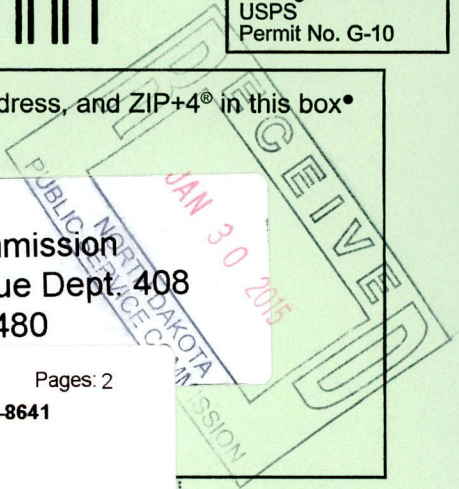 USPS
Permit No. G-10
dress, and ZIP+4® in this box•
RECEIVED
JAN 30 2015
NORTH DAKOTA
PUBLIC SERVICE COMMISSION
mmission
ue Dept. 408
480
Pages: 2
-8641